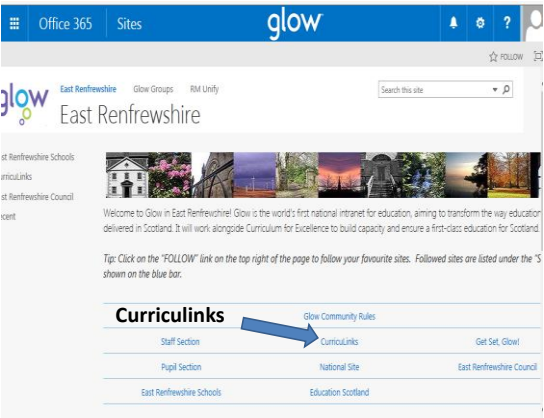 Office 365 Sites glow ?
FOLLOW
glow East Renfrewshire Glow Groups RM Unify Search this site
East Renfrewshire
st Renfrewshire Schools
urricuLinks
st Renfrewshire Council
ecent
Welcome to Glow in East Renfrewshire! Glow is the world's first national intranet for education, aiming to transform the way education
delivered in Scotland. It will work alongside Curriculum for Excellence to build capacity and ensure a first-class education for Scotland.
Tip: Click on the "FOLLOW" link on the top right of the page to follow your favourite sites. Followed sites are listed under the "S
shown on the blue bar.
Curriculinks Glow Community Rules
Staff Section CurricuLinks Get Set, Glow!
Pupil Section National Site East Renfrewshire Council
East Renfrewshire Schools Education Scotland